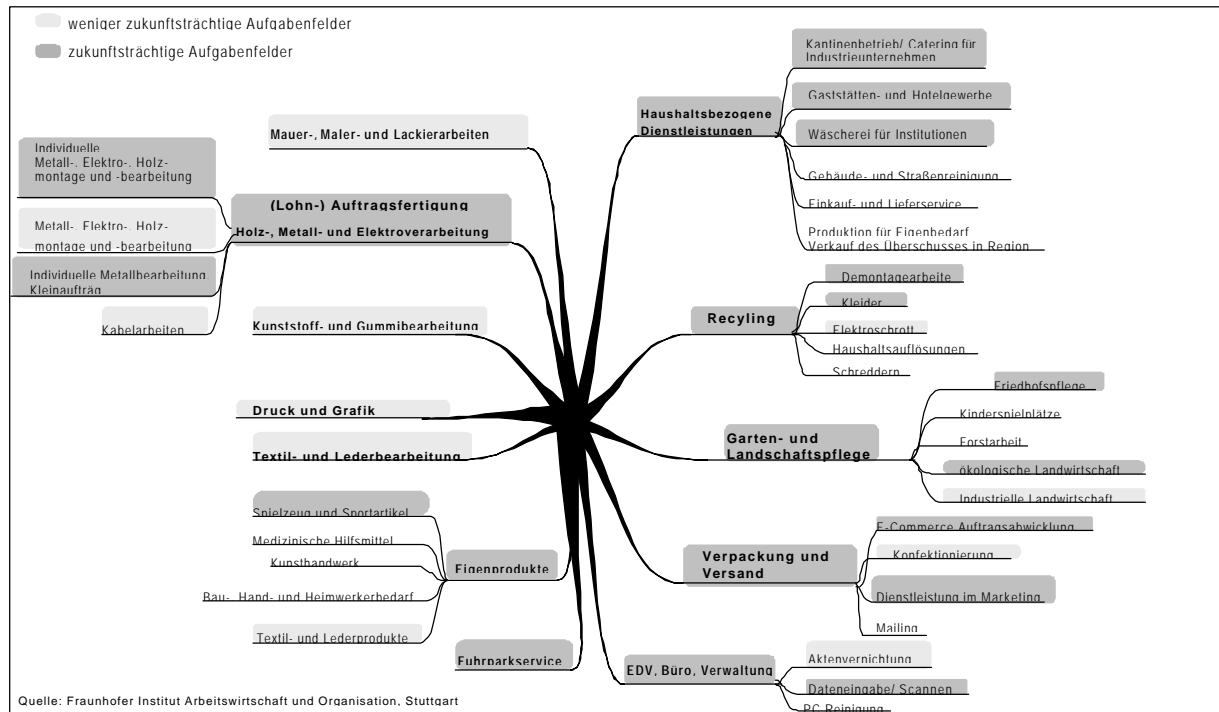 weniger zukunftsträchtige Aufgabenfelder
zukunftsträchtige Aufgabenfelder
Mauer-, Maler- und Lackierarbeiten
Individuelle
Metall-, Elektro-, Holz-
montage und -bearbeitung
(Lohn-) Auftragsfertigung
Holz-, Metall- und Elektroverarbeitung
Metall-, Elektro-, Holz-
montage und -bearbeitung
Individuelle Metallbearbeitung
Kleinaufträg
Kabelarbeiten
Kunststoff- und Gummibearbeitung
Druck und Grafik
Textil- und Lederbearbeitung
Spielzeug und Sportartikel
Medizinische Hilfsmittel
Kunsthandwerk
Eigenprodukte
Bau-, Hand- und Heimwerkerbedarf
Textil- und Lederprodukte
Fuhrparkservice
Haushaltsbezogene
Dienstleistungen
Kantinenbetrieb/ Catering für
Industrieunternehmen
Gaststätten- und Hotelgewerbe
Wäscherei für Institutionen
Gebäude- und Straßenreinigung
Einkauf- und Lieferservice
Produktion für Eigenbedarf
Verkauf des Überschusses in Region
Recyling
Demontagearbeite
Kleider
Elektroschrott
Haushaltsauflösungen
Schreddern
Garten- und
Landschaftspflege
Friedhofspflege
Kinderspielplätze
Forstarbeit
ökologische Landwirtschaft
Industrielle Landwirtschaft
Verpackung und
Versand
E-Commerce Auftragsabwicklung
Konfektionierung
Dienstleistung im Marketing
Mailing
EDV, Büro, Verwaltung
Aktenvernichtung
Dateneingabe/ Scannen
PC Reinigung
Quelle: Fraunhofer Institut Arbeitswirtschaft und Organisation, Stuttgart